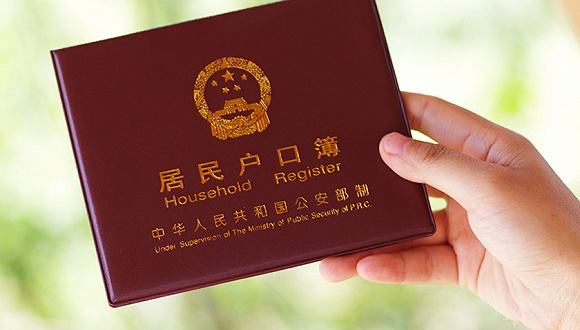 居民户口簿
Household Register
中华人民共和国公安部制
Under Supervision of The Ministry of Public Security of P.R.C.